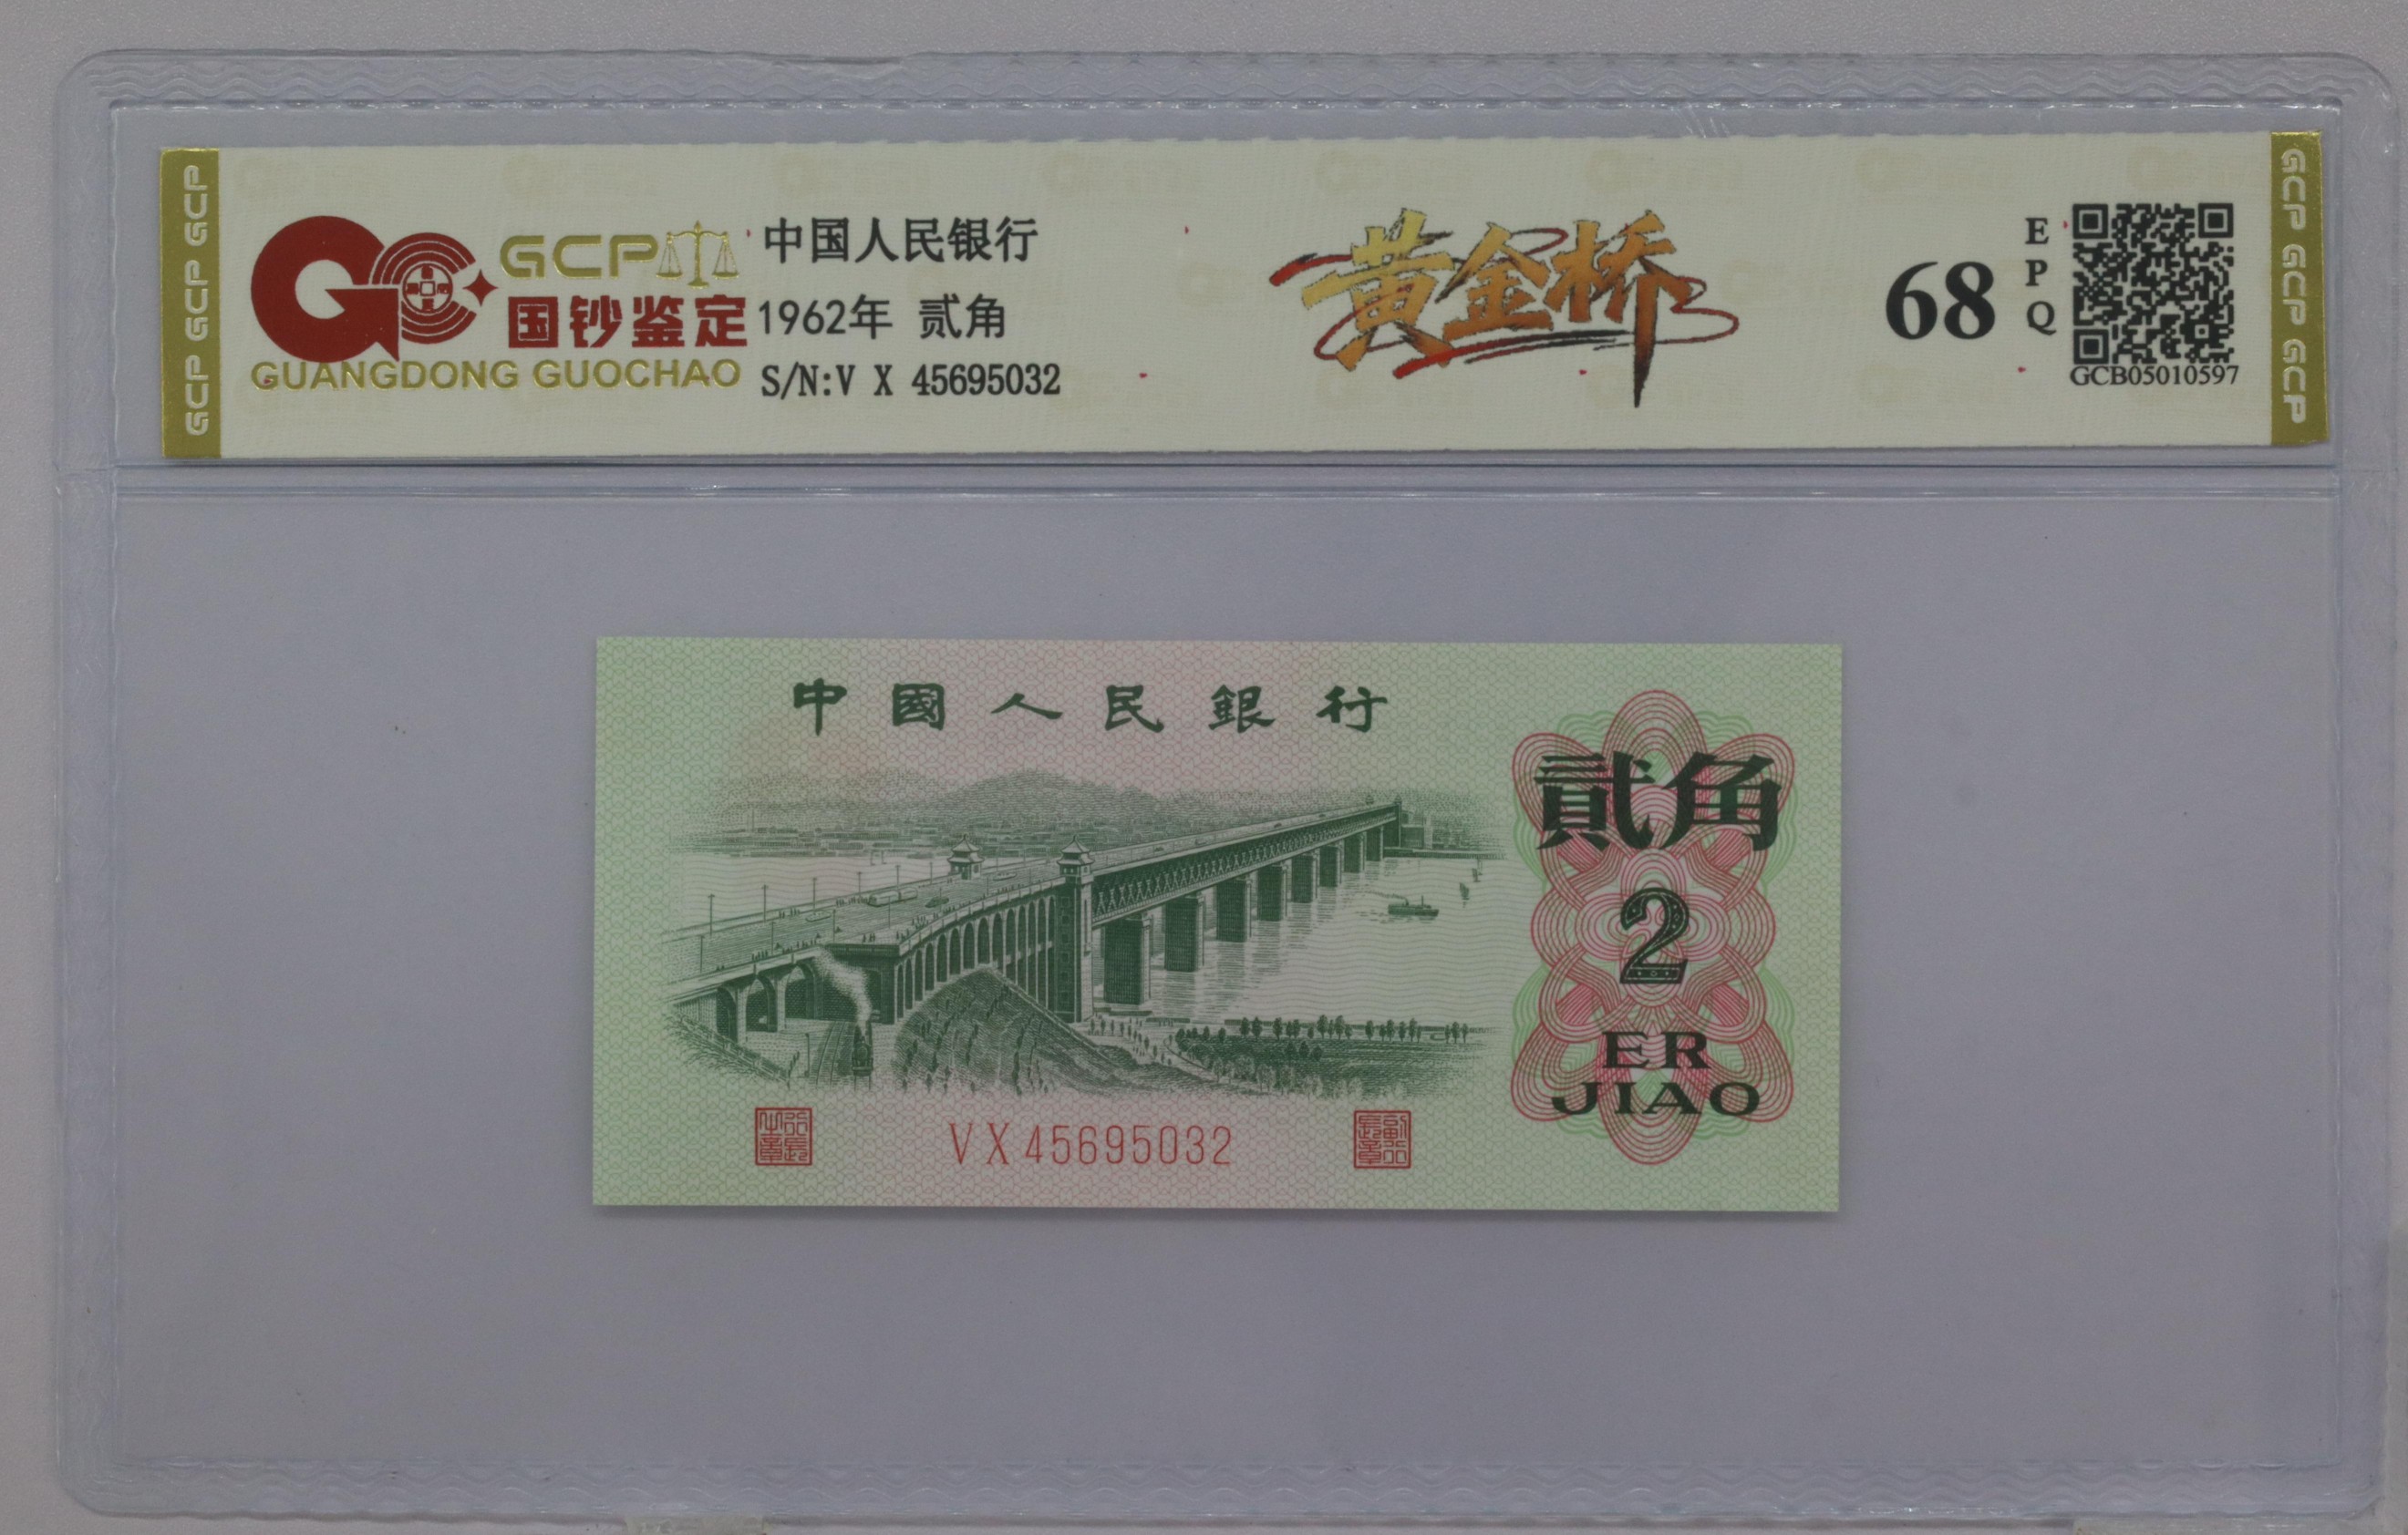 GCP GCP GCP
GCP
国钞鉴定
GUANGDONG GUOCHAO
中国人民银行
1962年 贰角
S/N:V X 45695032
黄金桥
68
EPQ
GCB05010597
GCP GCP GCP
中國人民銀行
貳角
2
ER
JIAO
VX45695032